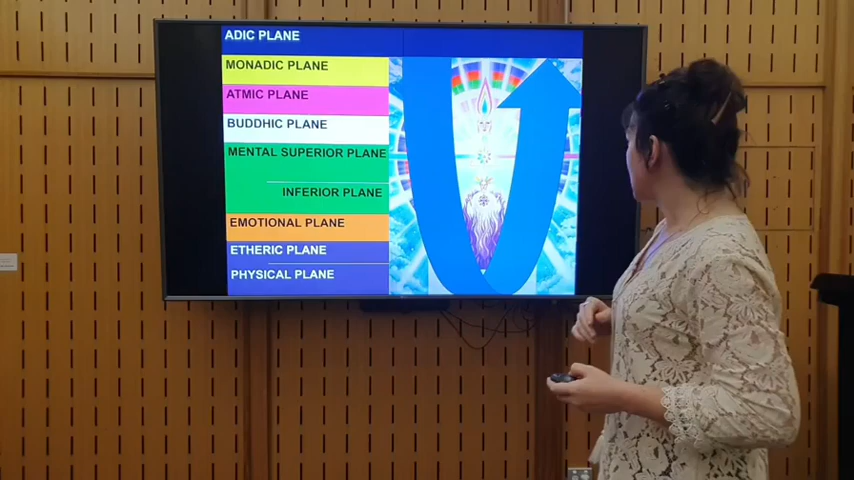 ADIC PLANE
MONADIC PLANE
ATMIC PLANE
BUDDHIC PLANE
MENTAL SUPERIOR PLANE
INFERIOR PLANE
EMOTIONAL PLANE
ETHERIC PLANE
PHYSICAL PLANE